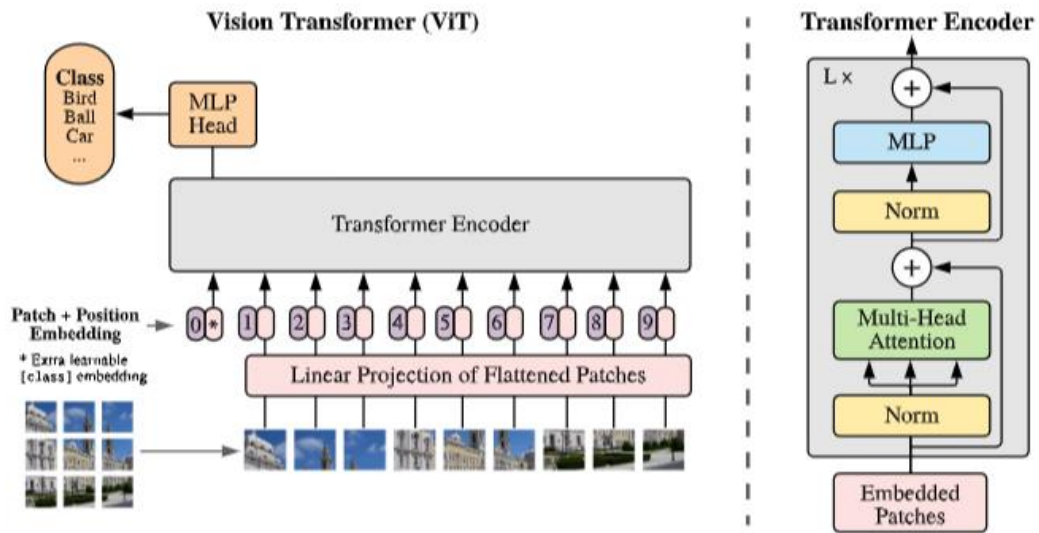 Vision Transformer (ViT)
Class
Bird
Ball
Car
...
MLP
Head
Transformer Encoder
Patch + Position
Embedding
0 * 1 2 3 4 5 6 7 8 9
* Extra learnable
[class] embedding
Linear Projection of Flattened Patches
Transformer Encoder
L ×
+
MLP
Norm
+
Multi-Head
Attention
Norm
Embedded
Patches